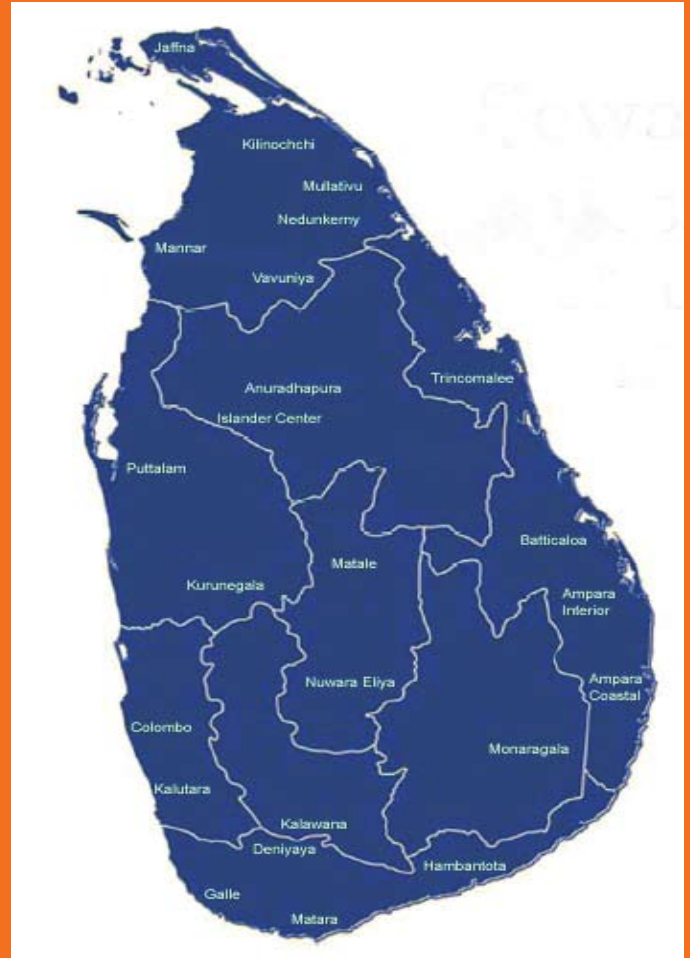 Jaffna
Kilinochchi
Mullativu
Nedunkerny
Mannar
Vavuniya
Trincomalee
Anuradhapura
Islander Center
Puttalam
Batticaloa
Matale
Kurunegala
Ampara
Interior
Nuwara Eliya
Ampara
Coastal
Colombo
Monaragala
Kalutara
Kalawana
Deniyaya
Hambantota
Galle
Matara